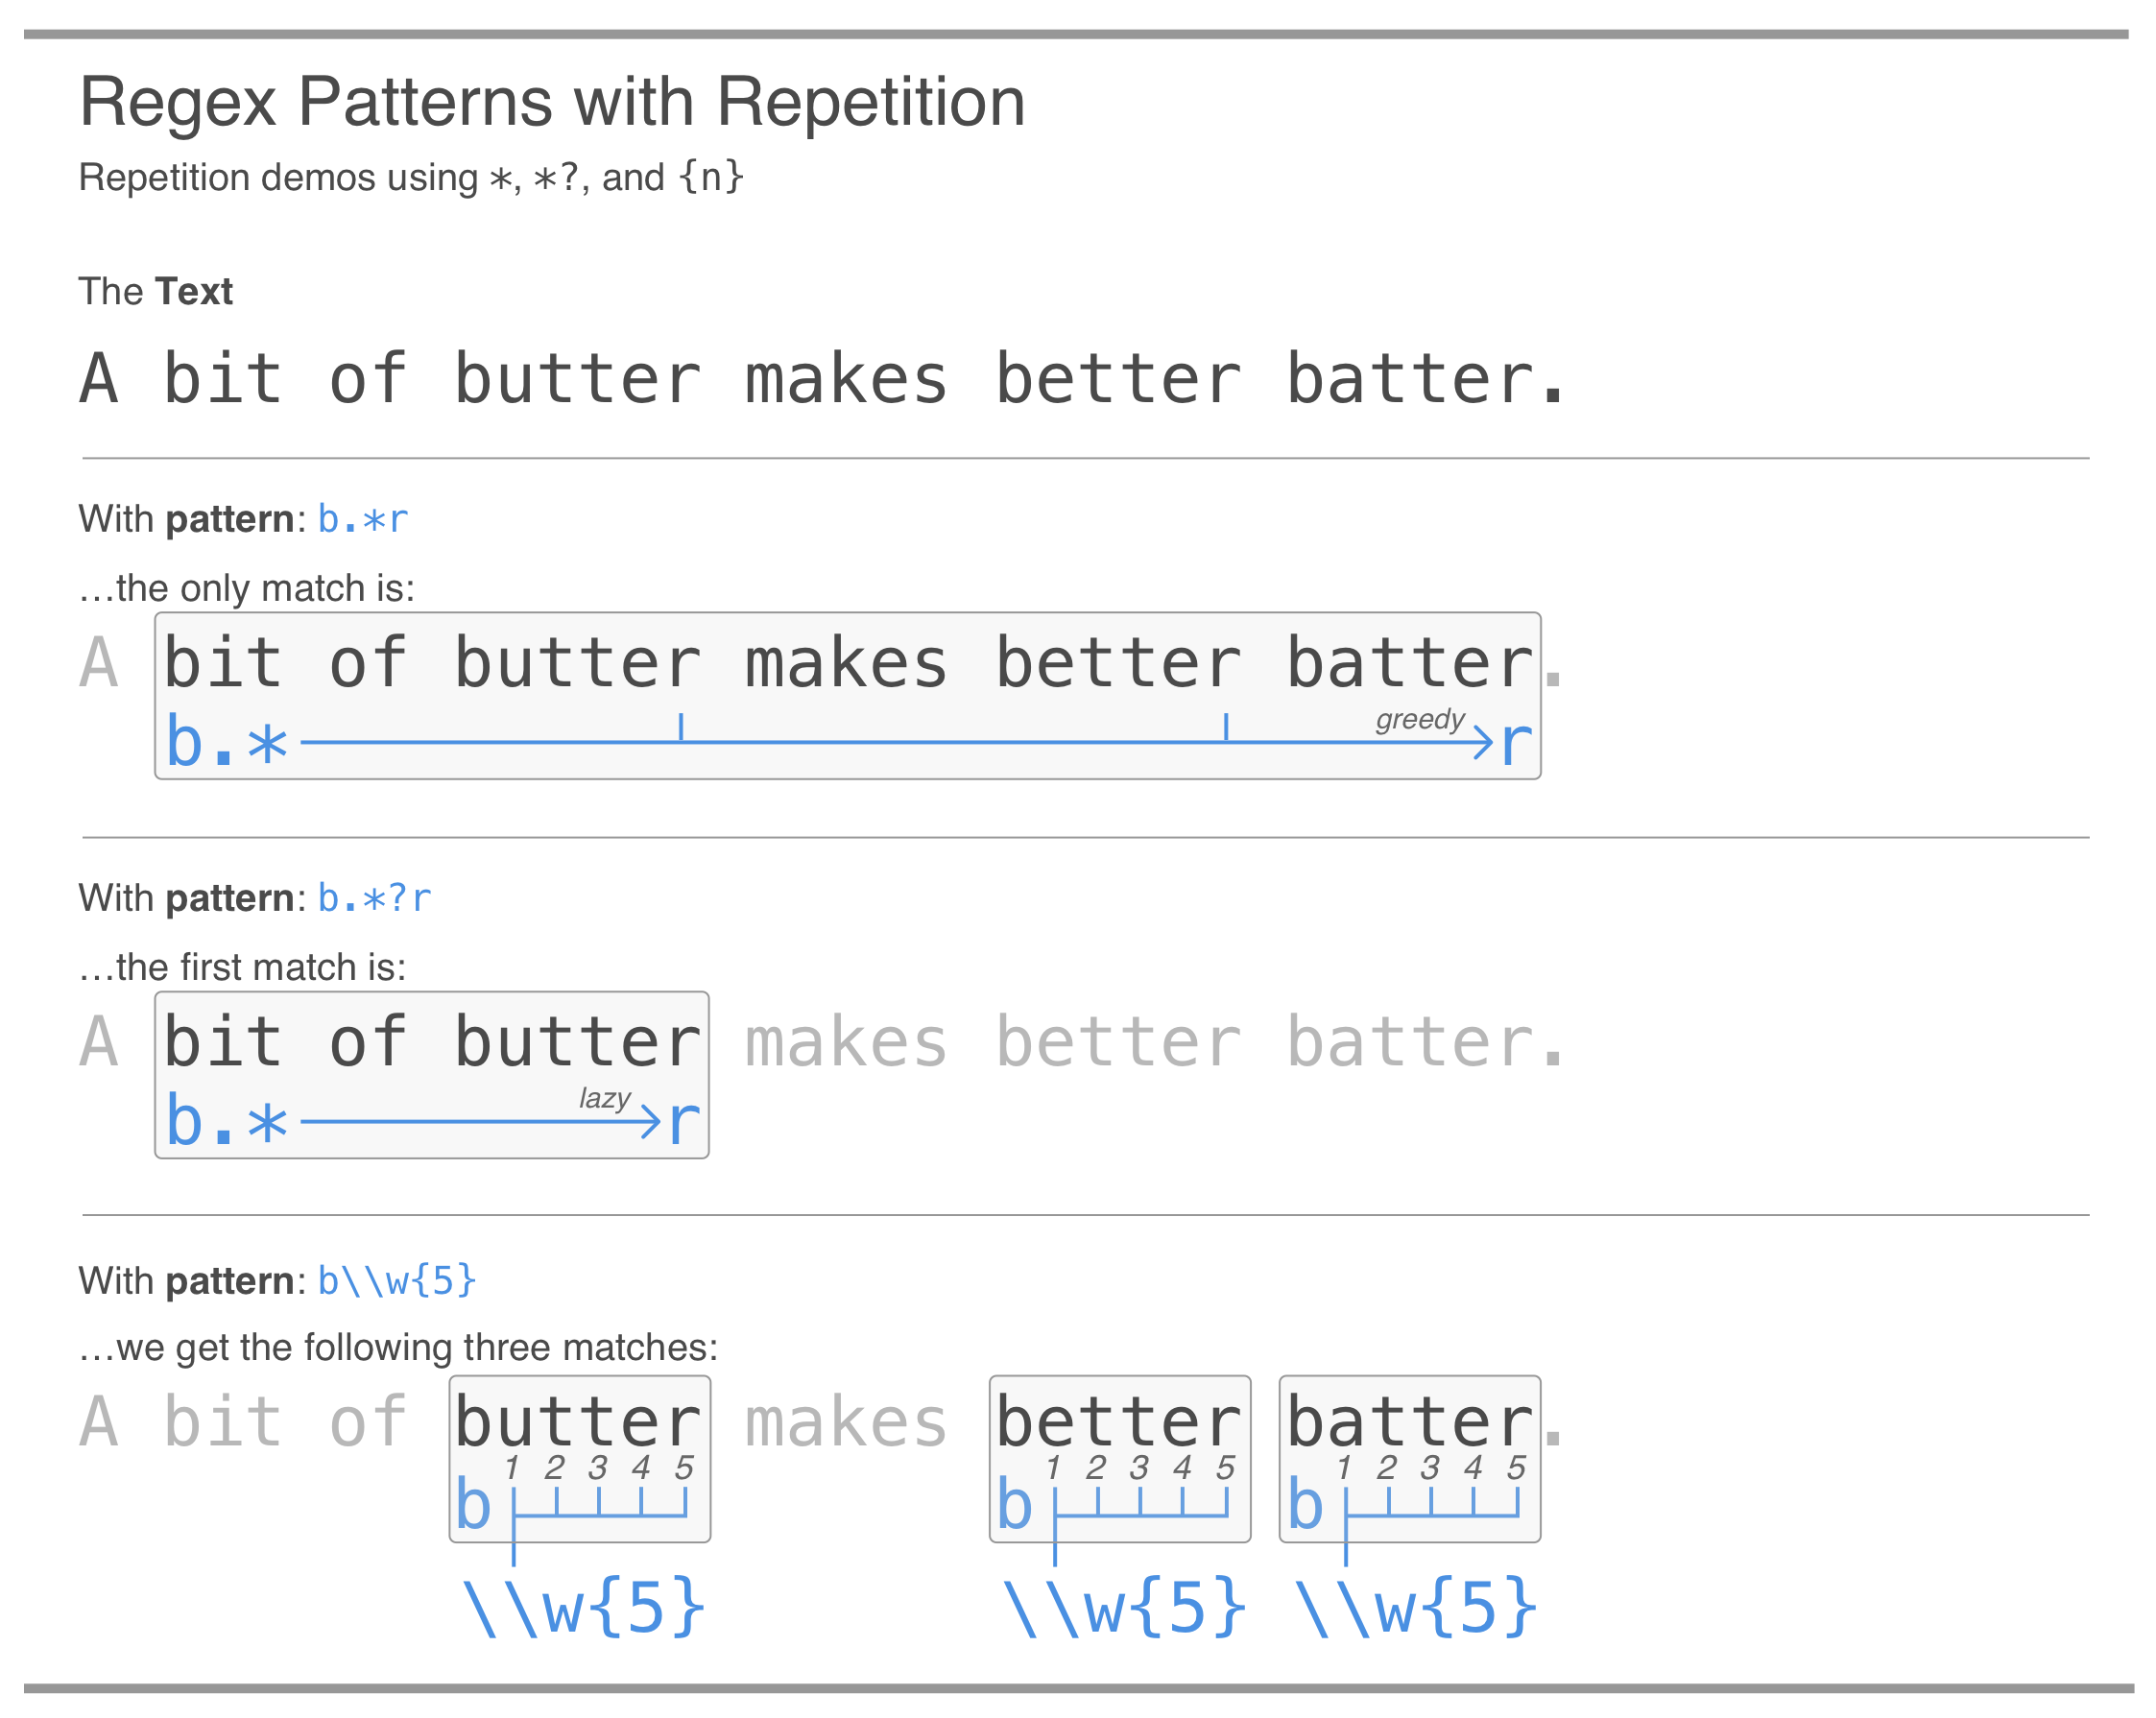 Regex Patterns with Repetition
Repetition demos using *, *?, and {n}
The Text
A bit of butter makes better batter.
With pattern: b.*r
…the only match is:
A bit of butter makes better batter.
greedy
b.* r
With pattern: b.*?r
…the first match is:
A bit of butter makes better batter.
lazy
b.* r
With pattern: b\\w{5}
…we get the following three matches:
A bit of butter makes better batter.
1 2 3 4 5 1 2 3 4 5 1 2 3 4 5
b b b
\\w{5} \\w{5} \\w{5}